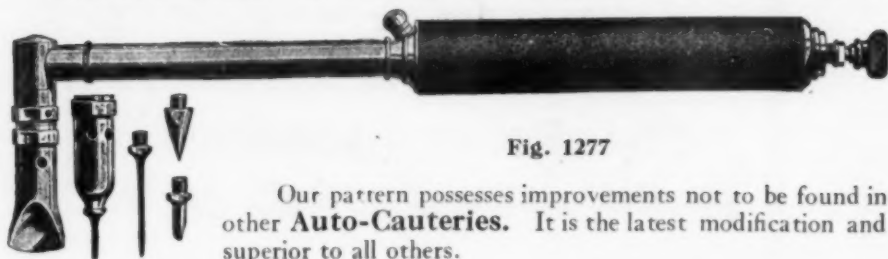 Fig. 1277
Our pattern possesses improvements not to be found in
other Auto-Cauteries. It is the latest modification and
superior to all others.